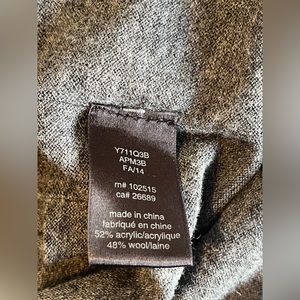 Y711Q3B
APM3B
FA/14
rn# 102515
ca# 26689
made in china
fabriqué en chine
52% acrylic/acrylique
48% wool/laine